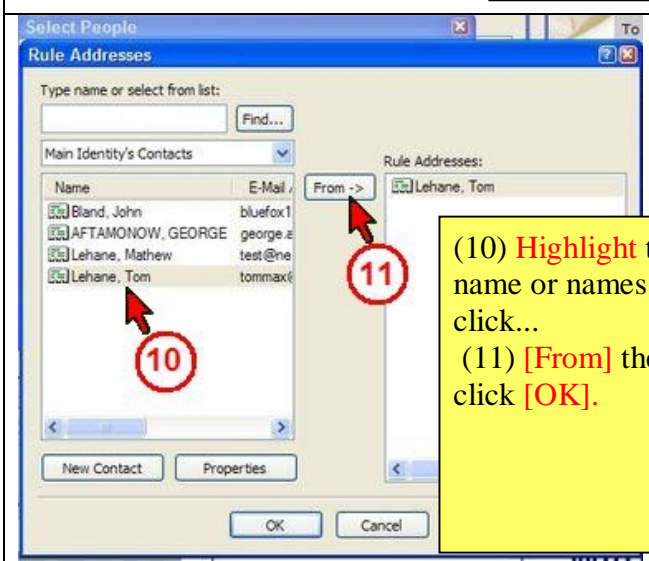 Select People
To
Rule Addresses
Type name or select from list:
Find...
Main Identity's Contacts
Rule Addresses:
Name E-Mail
From ->
Lehane, Tom
Bland, John bluefox1
AFTAMONOW, GEORGE george.
Lehane, Mathew test@ne
Lehane, Tom tommax
10
11
(10) Highlight
name or names
click...
(11) [From]
click [OK].
New Contact
Properties
OK
Cancel